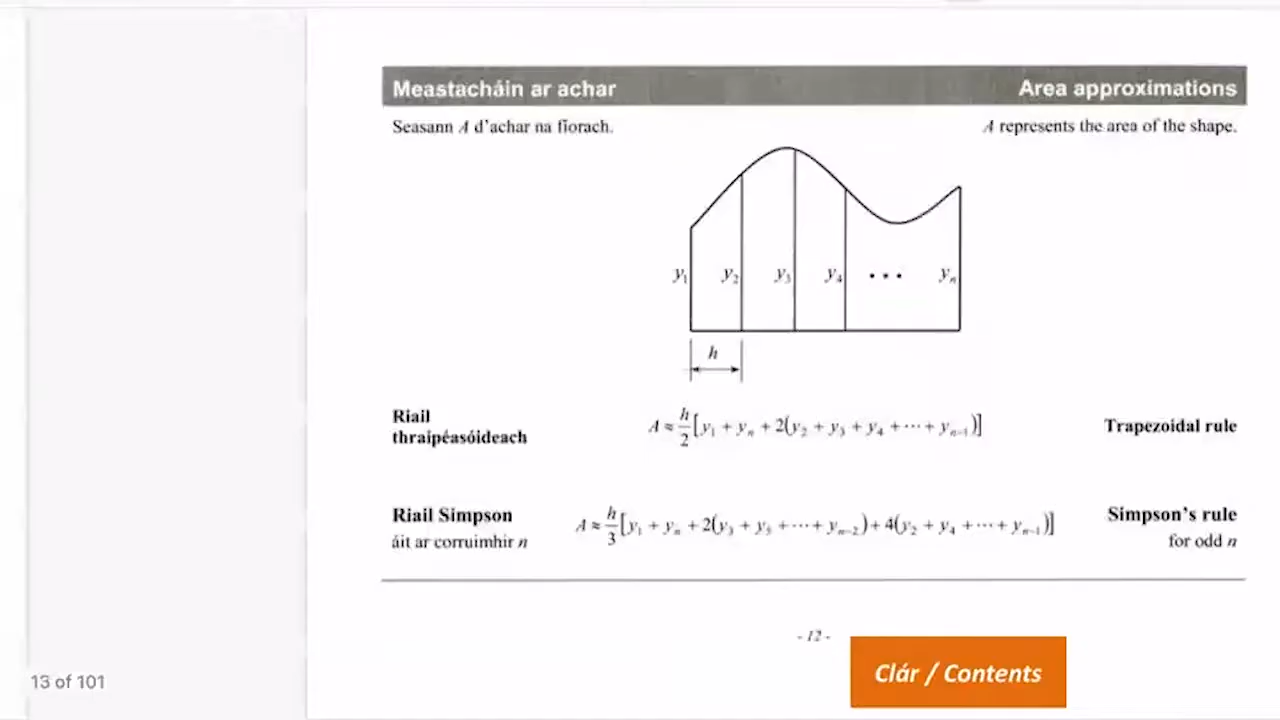 Meastacháin ar achar Area approximations
Seasann A d'achar na fíorach. A represents the area of the shape.
y₁ y₂ y₃ y₄ • • • yₙ
h
Riail thraipéasóideach A ≈ h/2 [y₁ + yₙ + 2(y₂ + y₃ + y₄ + ··· + yₙ₋₁)] Trapezoidal rule
Riail Simpson A ≈ h/3 [y₁ + yₙ + 2(y₃ + y₅ + ··· + yₙ₋₂) + 4(y₂ + y₄ + ··· + yₙ₋₁)] Simpson's rule
áit ar corruimhir n for odd n
- 12 -
Clár / Contents
13 of 101